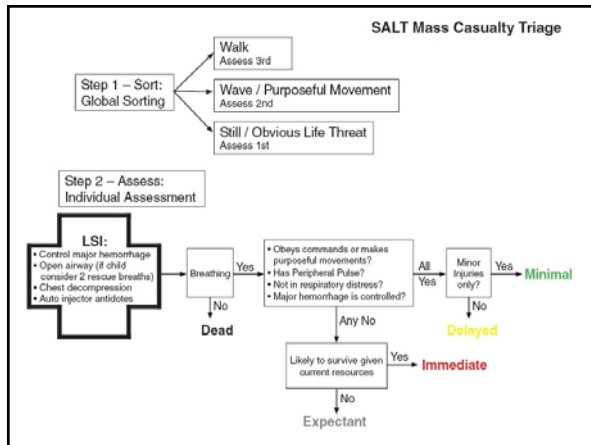 SALT Mass Casualty Triage
Walk
Assess 3rd
Step 1 – Sort:
Global Sorting
Wave / Purposeful Movement
Assess 2nd
Still / Obvious Life Threat
Assess 1st
Step 2 – Assess:
Individual Assessment
LSI:
• Control major hemorrhage
• Open airway (if child
consider 2 rescue breaths)
• Chest decompression
• Auto injector antidotes
Breathing
Yes
No
Dead
• Obeys commands or makes
purposeful movements?
• Has Peripheral Pulse?
• Not in respiratory distress?
• Major hemorrhage is controlled?
All
Yes
Minor
Injuries
only?
Yes
Minimal
No
Delayed
Any No
Likely to survive given
current resources
Yes
Immediate
No
Expectant